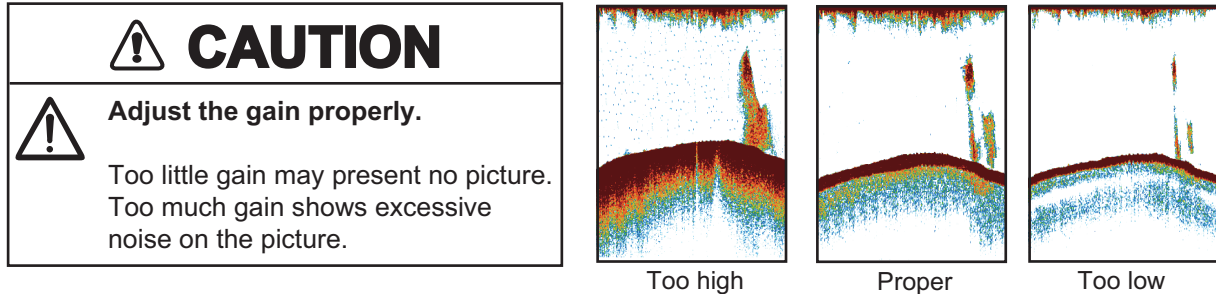 CAUTION
Adjust the gain properly.
Too little gain may present no picture.
Too much gain shows excessive
noise on the picture.
Too high
Proper
Too low